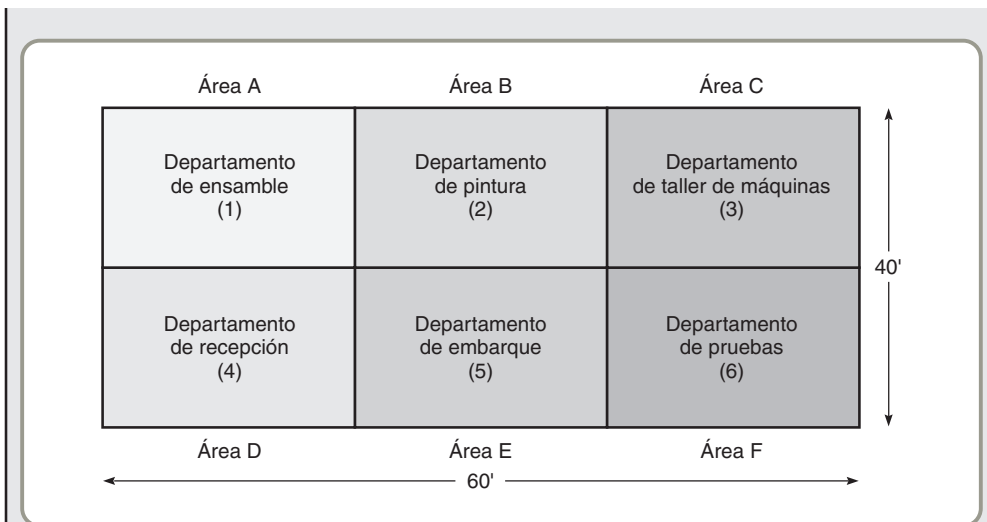 Área A
Área B
Área C
Departamento
de ensamble
(1)
Departamento
de pintura
(2)
Departamento
de taller de máquinas
(3)
40'
Departamento
de recepción
(4)
Departamento
de embarque
(5)
Departamento
de pruebas
(6)
Área D
Área E
Área F
60'